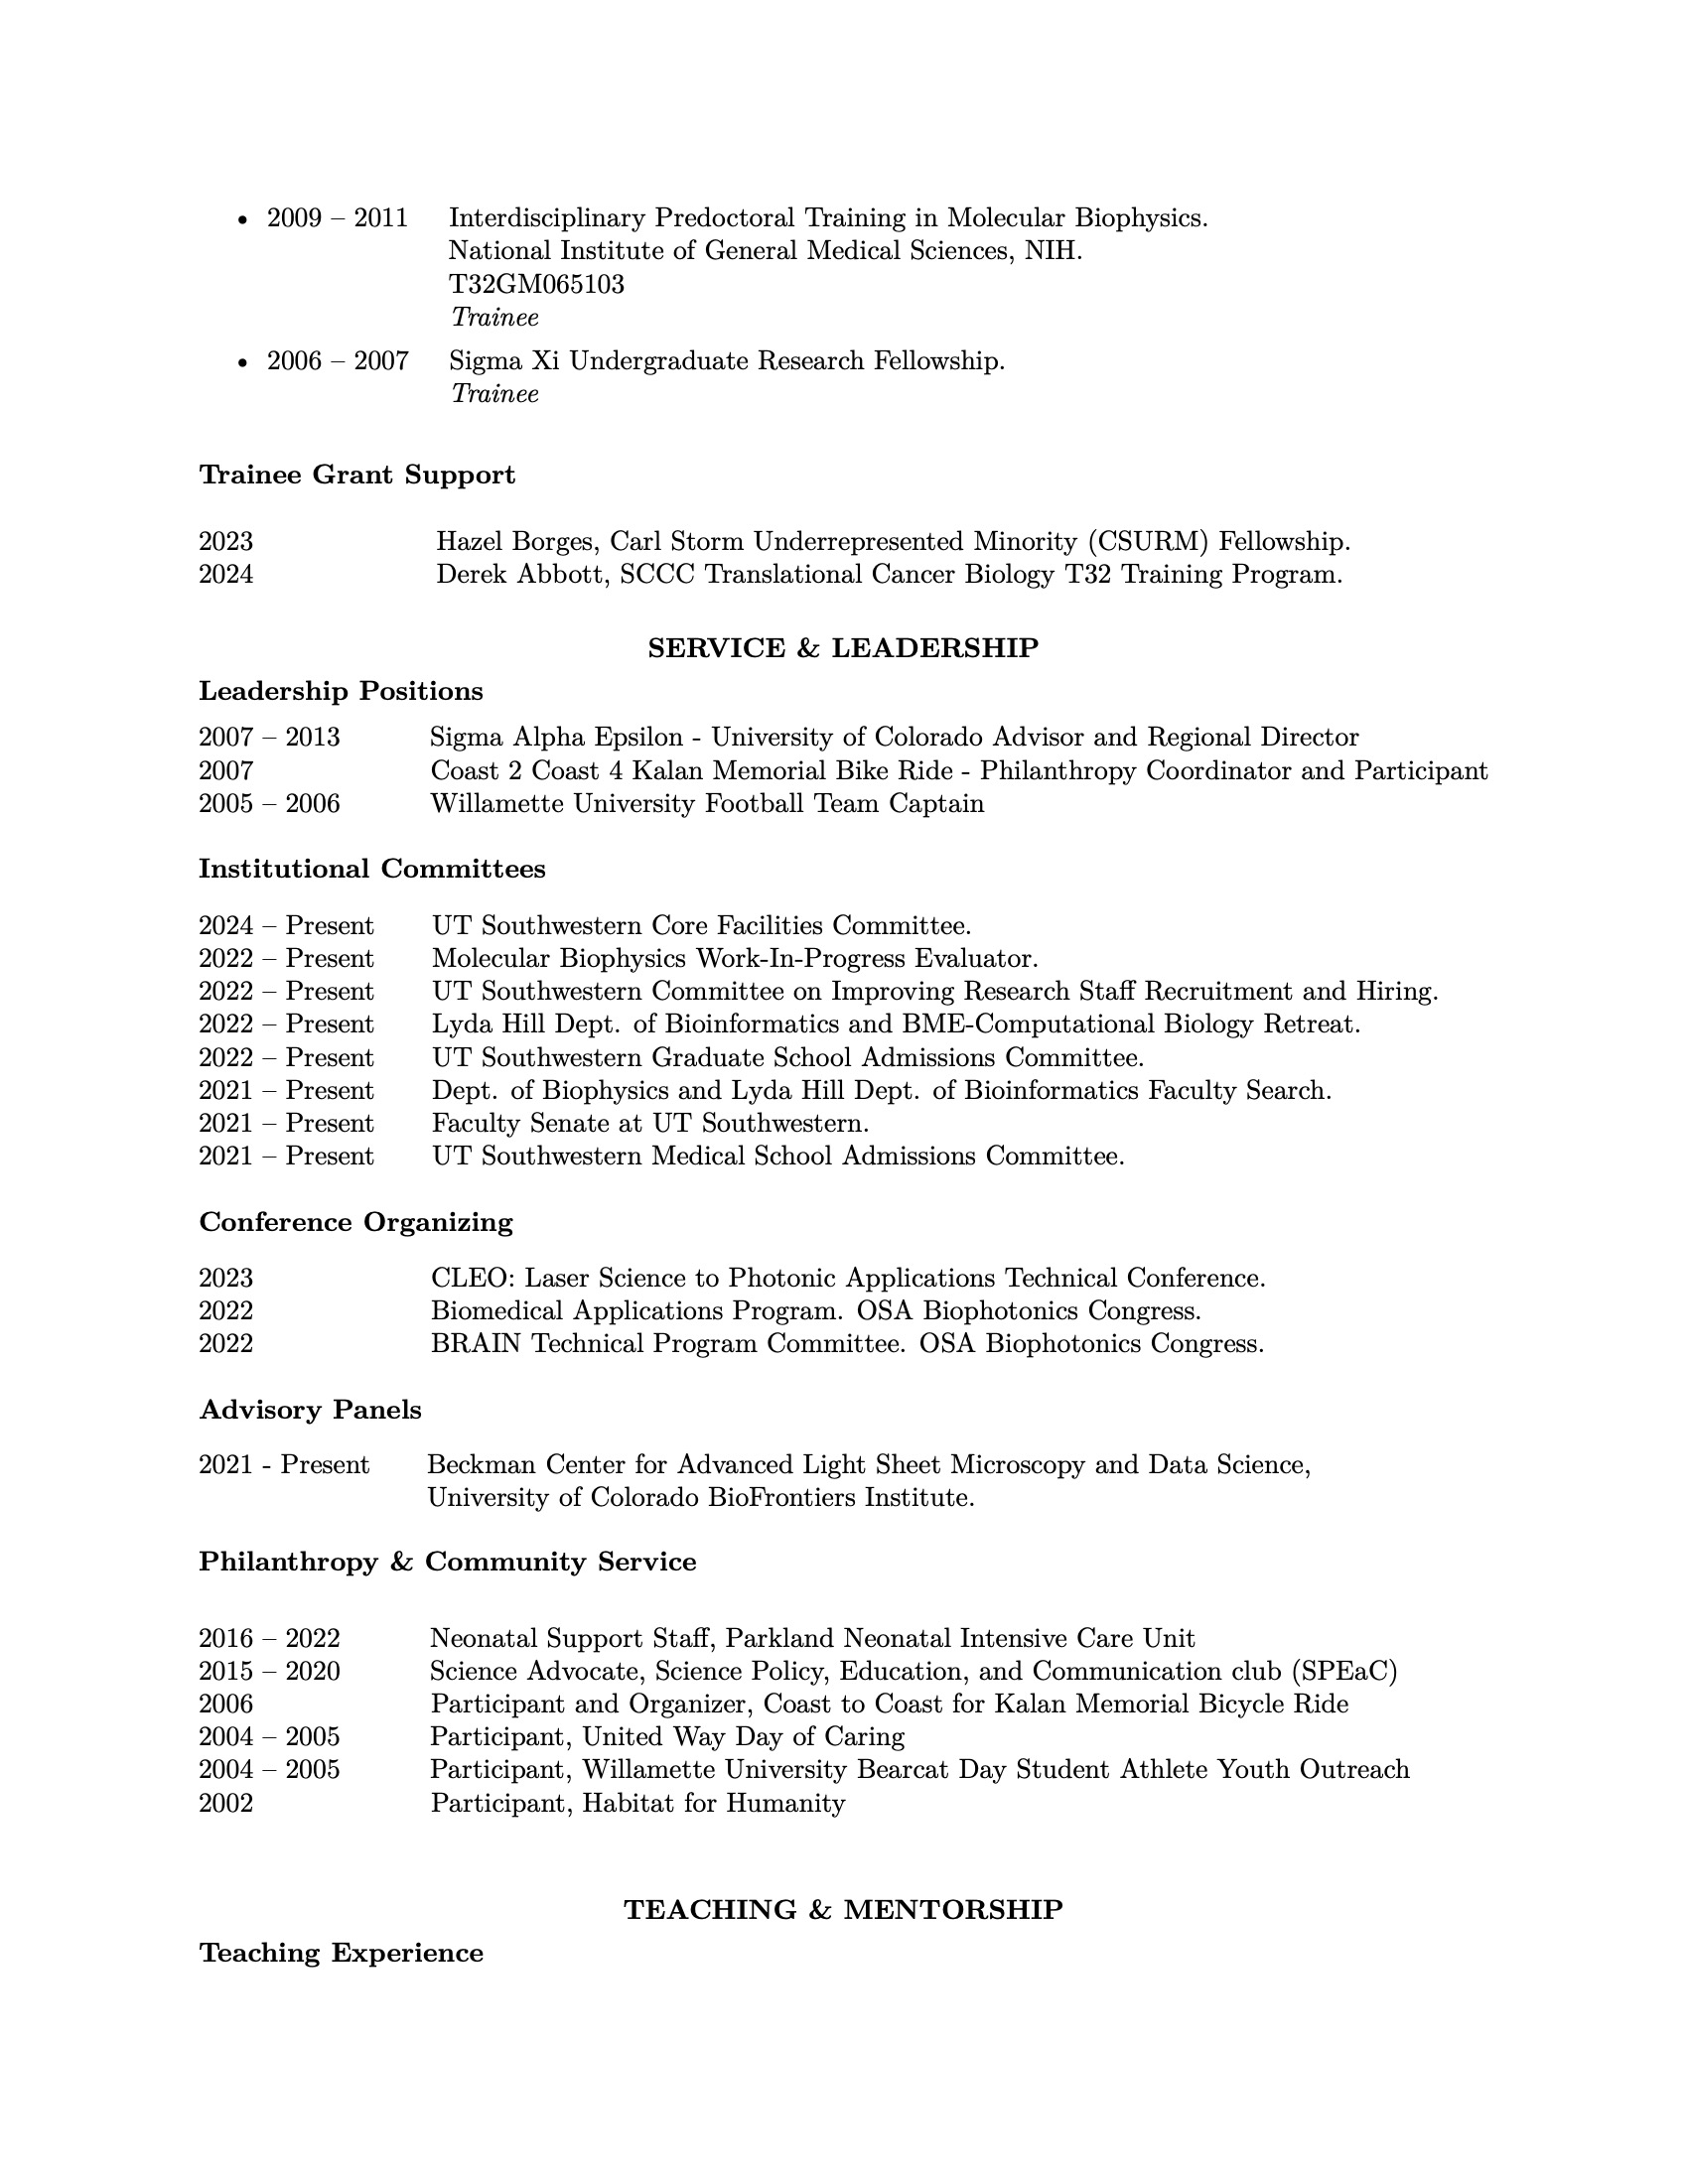 • 2009 – 2011 Interdisciplinary Predoctoral Training in Molecular Biophysics.
National Institute of General Medical Sciences, NIH.
T32GM065103
Trainee
• 2006 – 2007 Sigma Xi Undergraduate Research Fellowship.
Trainee
Trainee Grant Support
2023 Hazel Borges, Carl Storm Underrepresented Minority (CSURM) Fellowship.
2024 Derek Abbott, SCCC Translational Cancer Biology T32 Training Program.
SERVICE & LEADERSHIP
Leadership Positions
2007 – 2013 Sigma Alpha Epsilon - University of Colorado Advisor and Regional Director
2007 Coast 2 Coast 4 Kalan Memorial Bike Ride - Philanthropy Coordinator and Participant
2005 – 2006 Willamette University Football Team Captain
Institutional Committees
2024 – Present UT Southwestern Core Facilities Committee.
2022 – Present Molecular Biophysics Work-In-Progress Evaluator.
2022 – Present UT Southwestern Committee on Improving Research Staff Recruitment and Hiring.
2022 – Present Lyda Hill Dept. of Bioinformatics and BME-Computational Biology Retreat.
2022 – Present UT Southwestern Graduate School Admissions Committee.
2021 – Present Dept. of Biophysics and Lyda Hill Dept. of Bioinformatics Faculty Search.
2021 – Present Faculty Senate at UT Southwestern.
2021 – Present UT Southwestern Medical School Admissions Committee.
Conference Organizing
2023 CLEO: Laser Science to Photonic Applications Technical Conference.
2022 Biomedical Applications Program. OSA Biophotonics Congress.
2022 BRAIN Technical Program Committee. OSA Biophotonics Congress.
Advisory Panels
2021 - Present Beckman Center for Advanced Light Sheet Microscopy and Data Science,
University of Colorado BioFrontiers Institute.
Philanthropy & Community Service
2016 – 2022 Neonatal Support Staff, Parkland Neonatal Intensive Care Unit
2015 – 2020 Science Advocate, Science Policy, Education, and Communication club (SPEaC)
2006 Participant and Organizer, Coast to Coast for Kalan Memorial Bicycle Ride
2004 – 2005 Participant, United Way Day of Caring
2004 – 2005 Participant, Willamette University Bearcat Day Student Athlete Youth Outreach
2002 Participant, Habitat for Humanity
TEACHING & MENTORSHIP
Teaching Experience